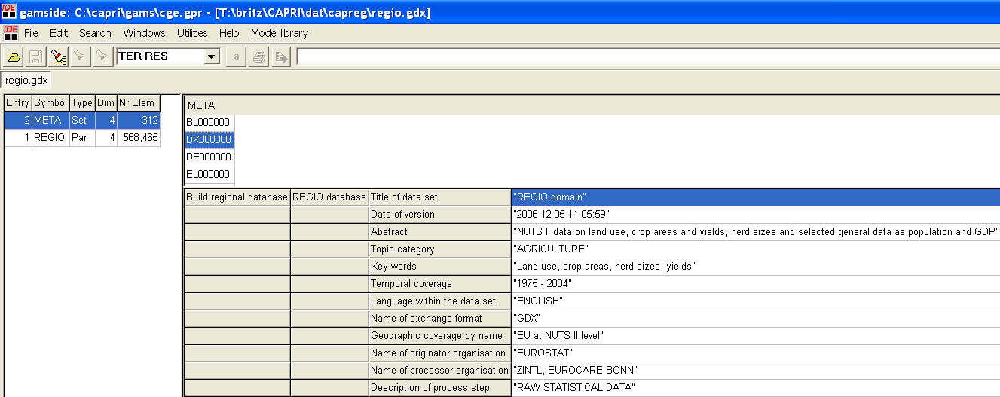 IDE gamside: C:\capri\gams\cge.gpr - [T:\britz\CAPRI\dat\capreg\regio.gdx]
IDE File Edit Search Windows Utilities Help Model library
TER RES a
regio.gdx
Entry Symbol Type Dim Nr Elem
2 META Set 4 312
1 REGIO Par 4 568,465
META
BL000000
DK000000
DE000000
EL000000
Build regional database REGIO database Title of data set "REGIO domain"
Date of version "2006-12-05 11:05:59"
Abstract "NUTS II data on land use, crop areas and yields, herd sizes and selected general data as population and GDP"
Topic category "AGRICULTURE"
Key words "Land use, crop areas, herd sizes, yields"
Temporal coverage "1975 - 2004"
Language within the data set "ENGLISH"
Name of exchange format "GDX"
Geographic coverage by name "EU at NUTS II level"
Name of originator organisation "EUROSTAT"
Name of processor organisation "ZINTL, EUROCARE BONN"
Description of process step "RAW STATISTICAL DATA"